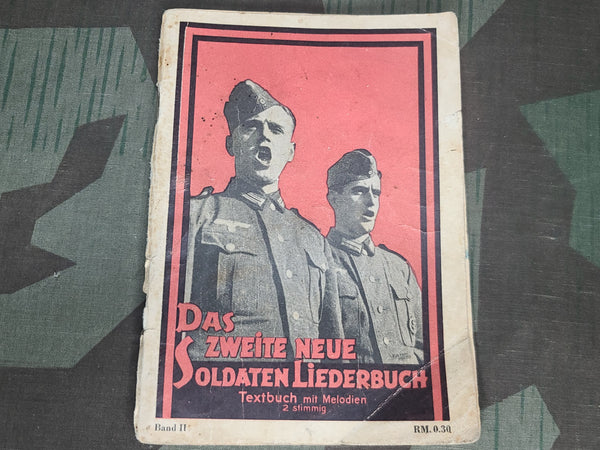 Das
zweite neue
Soldaten Liederbuch
Textbuch mit Melodien
2 stimmig
Band II
RM. 0.30